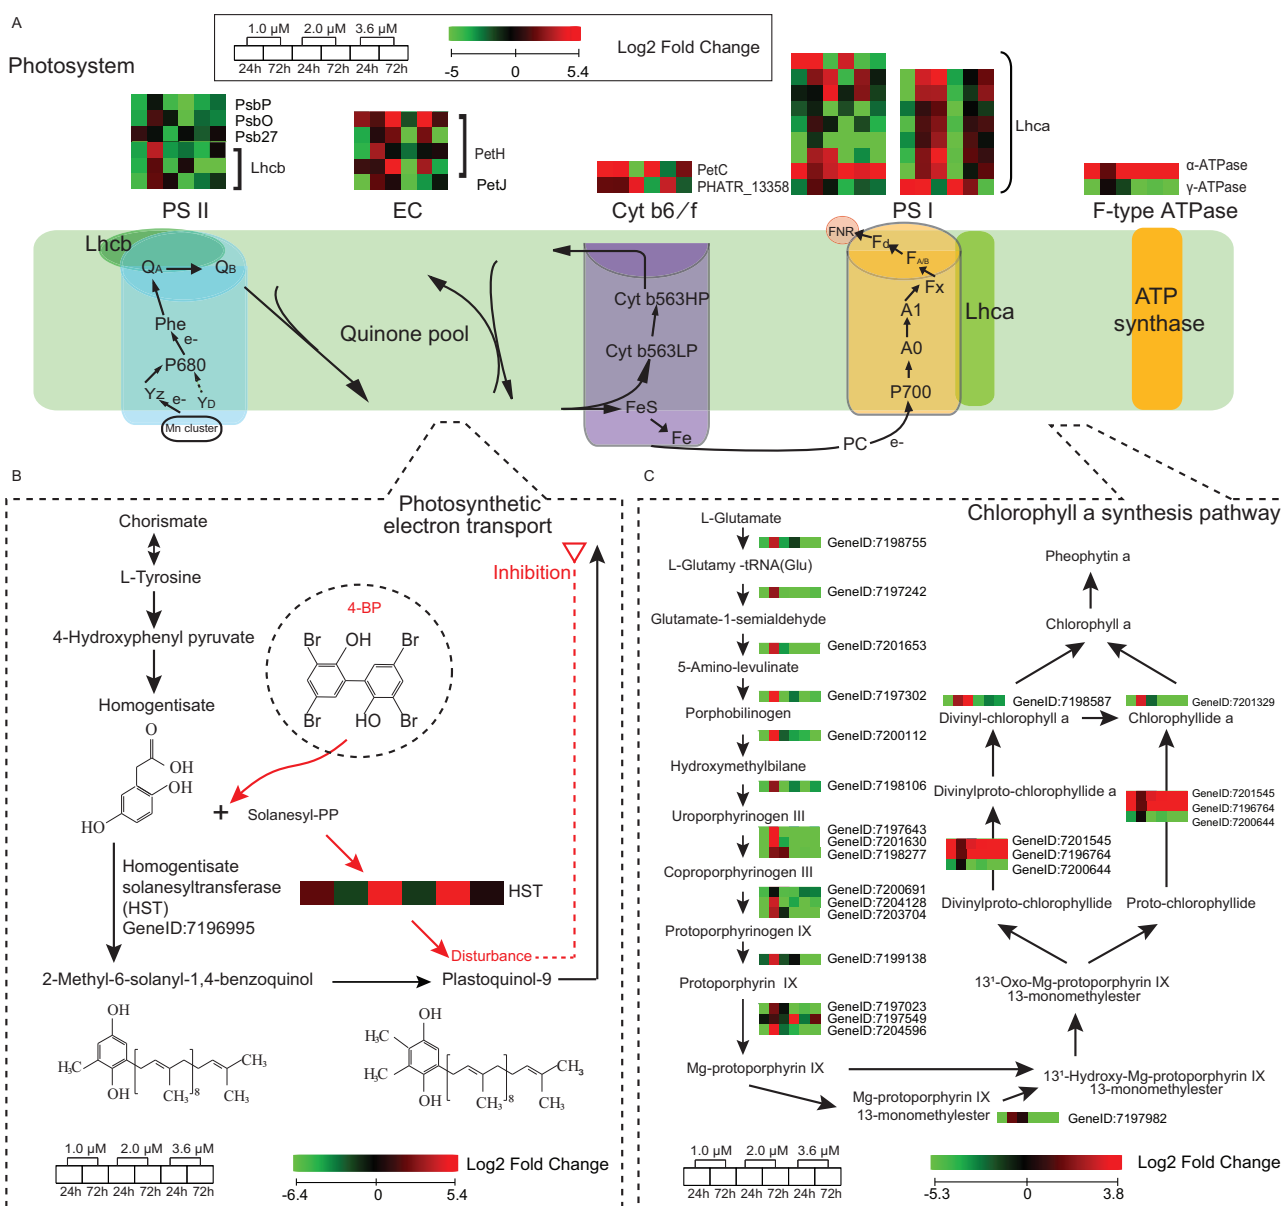 A
Photosystem
1.0 μM 2.0 μM 3.6 μM
24h 72h 24h 72h 24h 72h
Log2 Fold Change
-5 0 5.4
PsbP
PsbO
Psb27
Lhcb
PS II
PetH
PetJ
EC
PetC
PHATR_13358
Cyt b6/f
Lhca
PS I
α-ATPase
γ-ATPase
F-type ATPase
Lhcb
QA QB
Phe
e-
P680
Yz e- YD
Mn cluster
Quinone pool
Cyt b563HP
Cyt b563LP
FeS
Fe
PC e-
FNR Fd
FA/B
Fx
A1
A0
P700
Lhca
ATP
synthase
B
Photosynthetic
electron transport
Chorismate
L-Tyrosine
4-Hydroxyphenyl pyruvate
Homogentisate
O
OH
OH
HO
Inhibition
4-BP
Br OH Br
Br HO Br
+ Solanesyl-PP
Homogentisate
solanesyltransferase
(HST)
GeneID:7196995
HST
Disturbance
2-Methyl-6-solanyl-1,4-benzoquinol
Plastoquinol-9
OH
H3C
OH
CH3 8
CH3
CH3
OH
H3C
H3C
OH
CH3 8
CH3
CH3
1.0 μM 2.0 μM 3.6 μM
24h 72h 24h 72h 24h 72h
Log2 Fold Change
-6.4 0 5.4
C
Chlorophyll a synthesis pathway
L-Glutamate
GeneID:7198755
L-Glutamy -tRNA(Glu)
GeneID:7197242
Glutamate-1-semialdehyde
GeneID:7201653
5-Amino-levulinate
GeneID:7197302
Porphobilinogen
GeneID:7200112
Hydroxymethylbilane
GeneID:7198106
Uroporphyrinogen III
GeneID:7197643
GeneID:7201630
GeneID:7198277
Coproporphyrinogen III
GeneID:7200691
GeneID:7204128
GeneID:7203704
Protoporphyrinogen IX
GeneID:7199138
Protoporphyrin IX
GeneID:7197023
GeneID:7197549
GeneID:7204596
Mg-protoporphyrin IX
Mg-protoporphyrin IX
13-monomethylester
GeneID:7197982
13¹-Hydroxy-Mg-protoporphyrin IX
13-monomethylester
13¹-Oxo-Mg-protoporphyrin IX
13-monomethylester
Divinylproto-chlorophyllide
Proto-chlorophyllide
GeneID:7201545
GeneID:7196764
GeneID:7200644
GeneID:7201545
GeneID:7196764
GeneID:7200644
Divinylproto-chlorophyllide a
Divinyl-chlorophyll a
Chlorophyllide a
GeneID:7198587
GeneID:7201329
Chlorophyll a
Pheophytin a
1.0 μM 2.0 μM 3.6 μM
24h 72h 24h 72h 24h 72h
Log2 Fold Change
-5.3 0 3.8